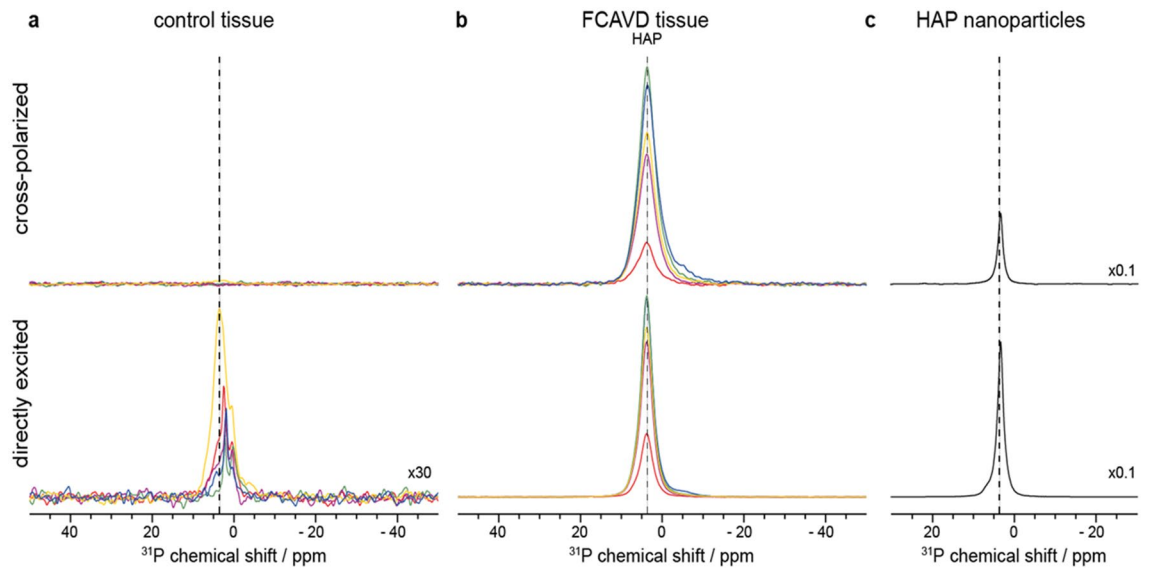 a control tissue
b FCAVD tissue
HAP
c HAP nanoparticles
cross-polarized
x0.1
directly excited
x30
x0.1
40 20 0 - 20 - 40
40 20 0 - 20 - 40
20 0 - 20
³¹P chemical shift / ppm
³¹P chemical shift / ppm
³¹P chemical shift / ppm